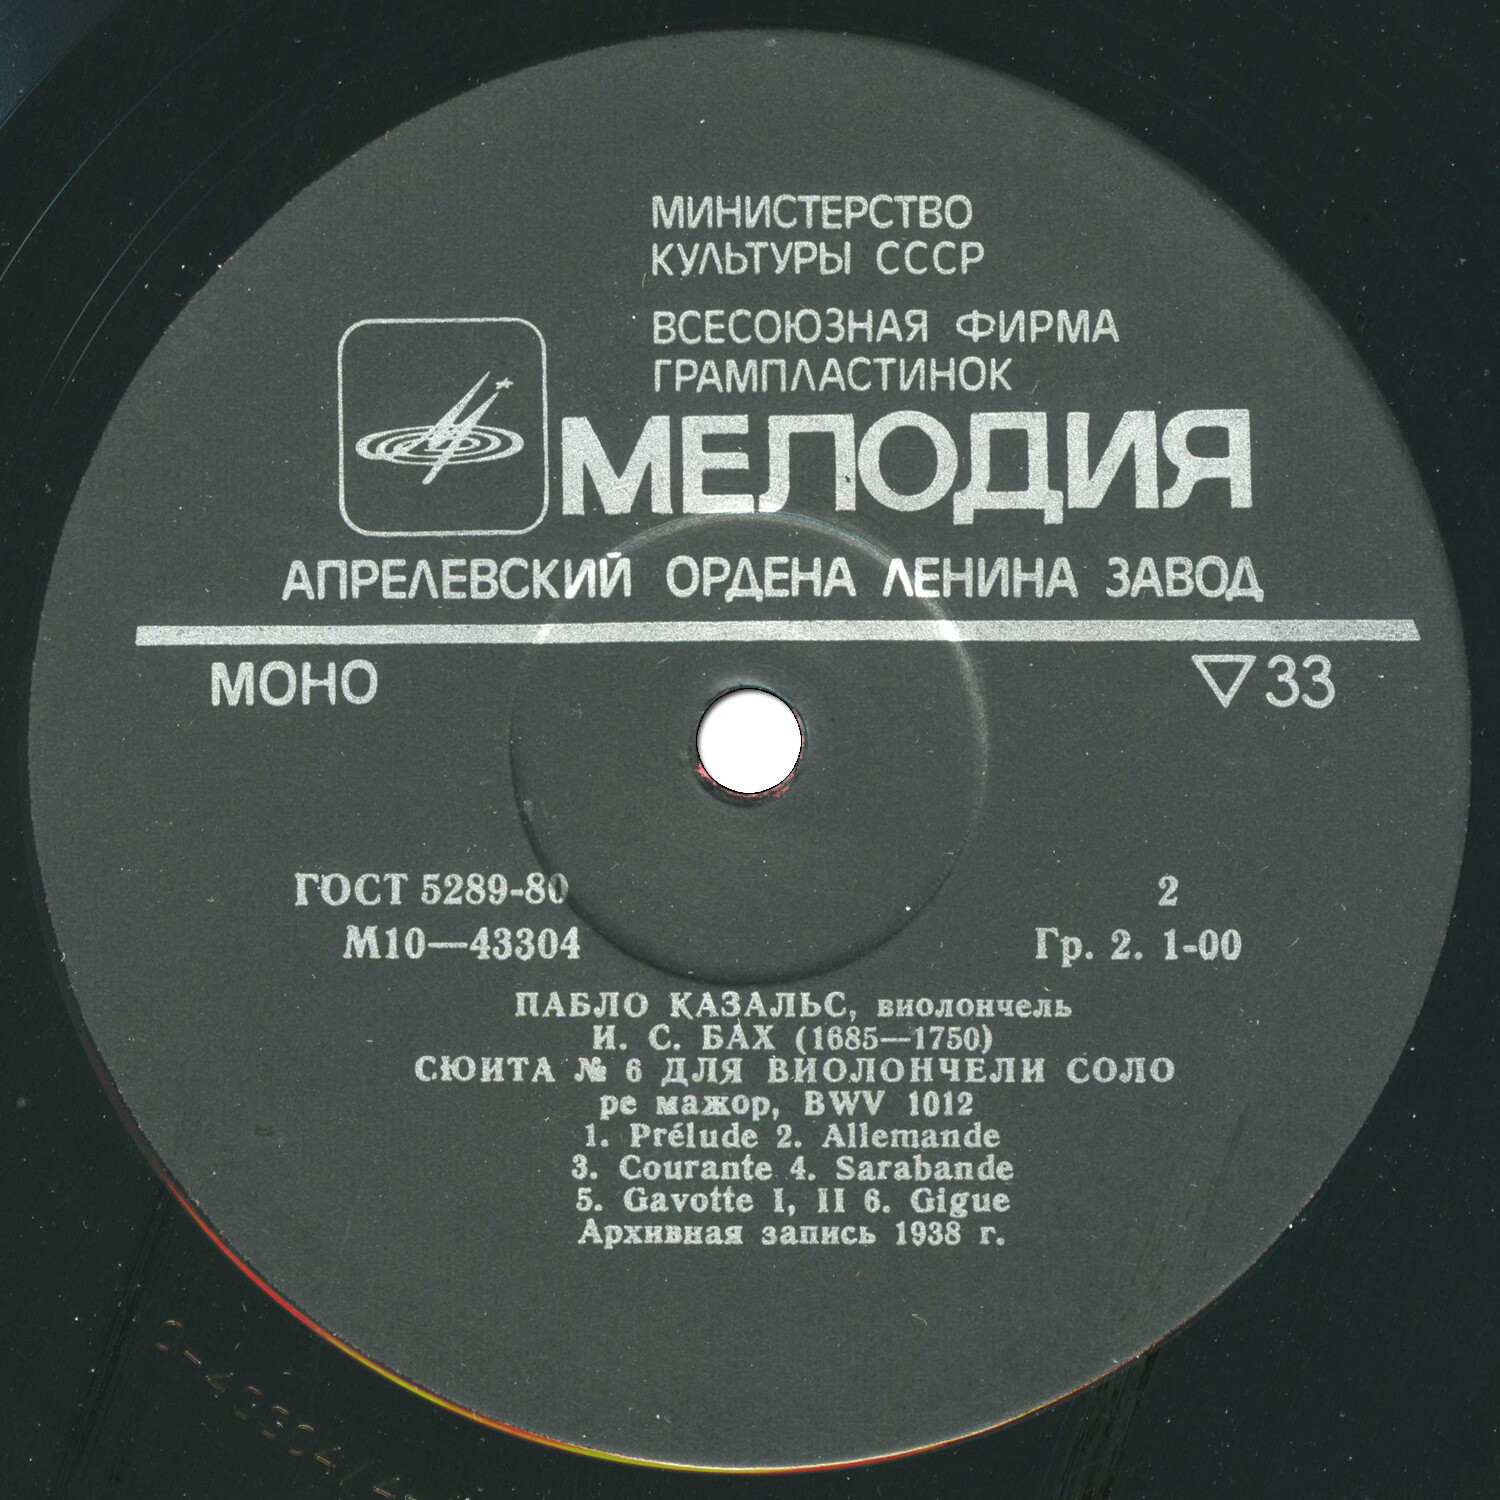 МИНИСТЕРСТВО
КУЛЬТУРЫ СССР
ВСЕСОЮЗНАЯ ФИРМА
ГРАМПЛАСТИНОК
МЕЛОДИЯ
АПРЕЛЕВСКИЙ ОРДЕНА ЛЕНИНА ЗАВОД
МОНО ▽33
ГОСТ 5289-80 2
М10—43304 Гр. 2. 1-00
ПАБЛО КАЗАЛЬС, виолончель
И. С. БАХ (1685—1750)
СЮИТА № 6 ДЛЯ ВИОЛОНЧЕЛИ СОЛО
ре мажор, BWV 1012
1. Prélude 2. Allemande
3. Courante 4. Sarabande
5. Gavotte I, II 6. Gigue
Архивная запись 1938 г.